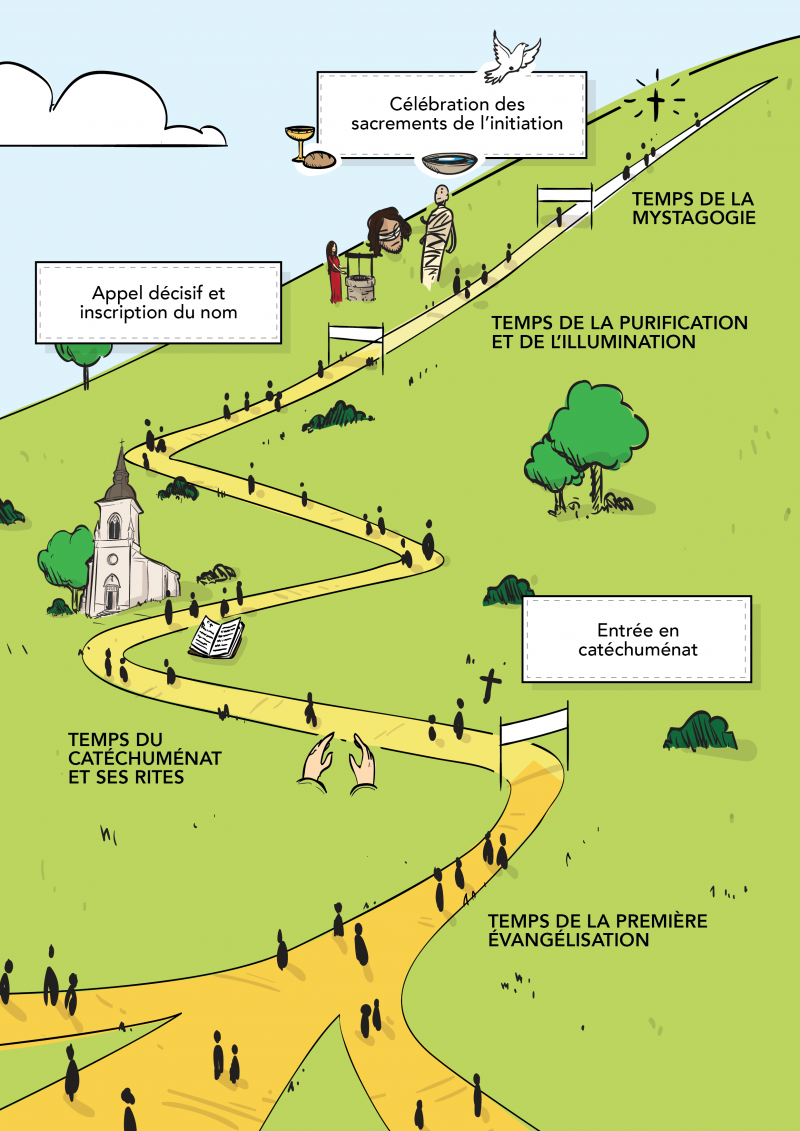 Célébration des
sacrements de l'initiation
TEMPS DE LA
MYSTAGOGIE
Appel décisif et
inscription du nom
TEMPS DE LA PURIFICATION
ET DE L'ILLUMINATION
Entrée en
catéchuménat
TEMPS DU
CATÉCHUMÉNAT
ET SES RITES
TEMPS DE LA PREMIÈRE
ÉVANGÉLISATION